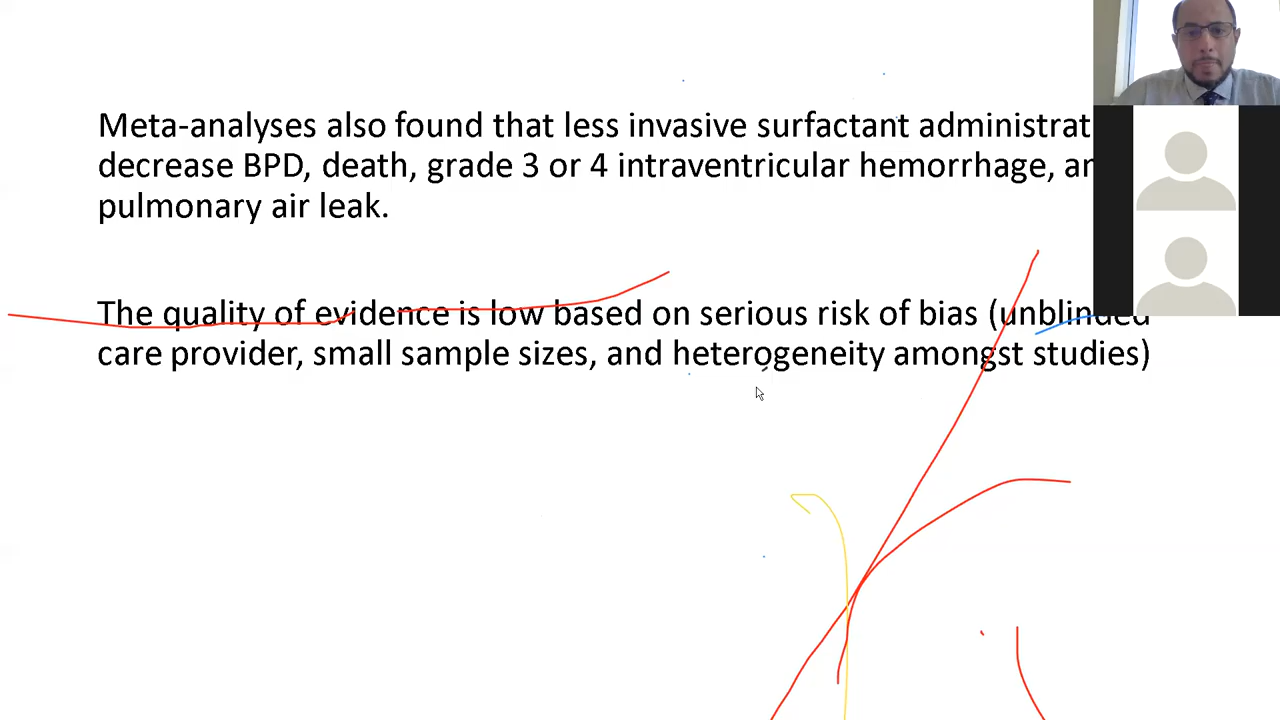 Meta-analyses also found that less invasive surfactant administrat
decrease BPD, death, grade 3 or 4 intraventricular hemorrhage, an
pulmonary air leak.
The quality of evidence is low based on serious risk of bias (unblinded
care provider, small sample sizes, and heterogeneity amongst studies)